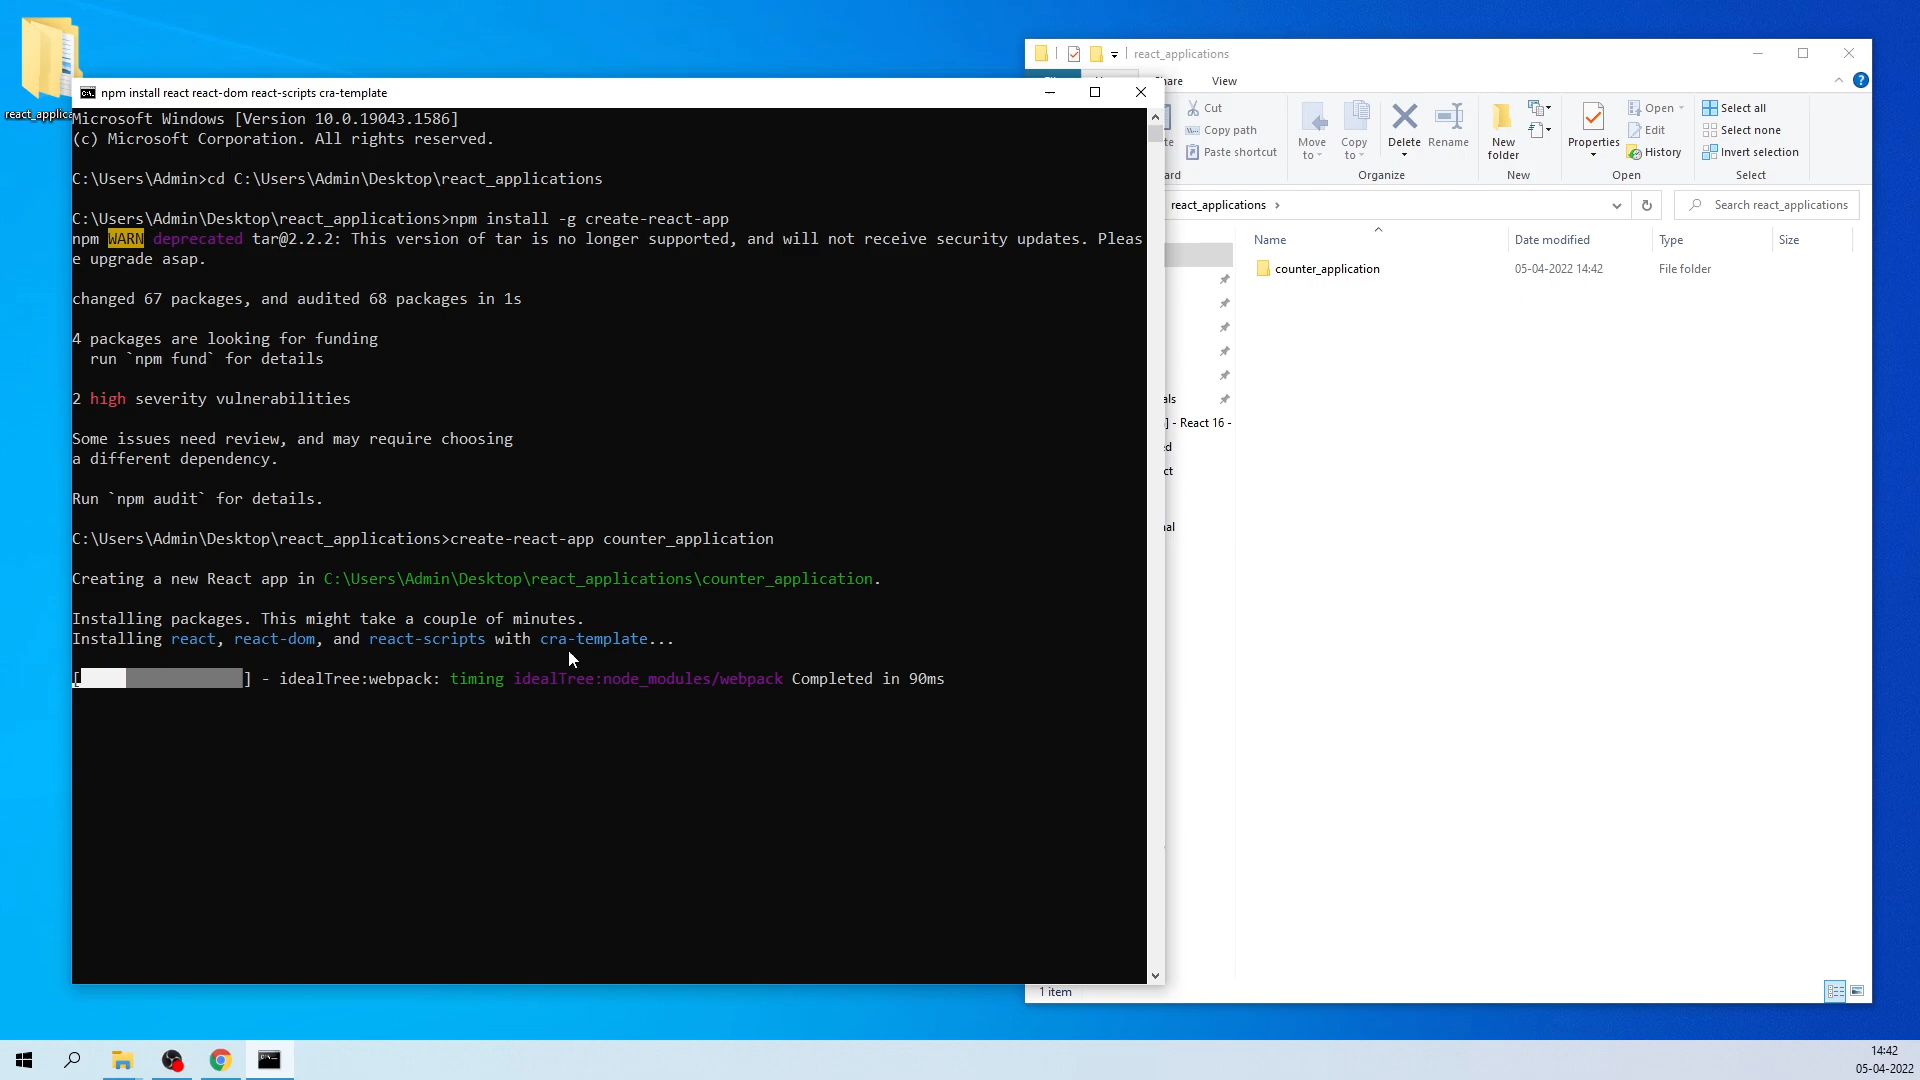 react_applica
npm install react react-dom react-scripts cra-template
Microsoft Windows [Version 10.0.19043.1586]
(c) Microsoft Corporation. All rights reserved.
C:\Users\Admin>cd C:\Users\Admin\Desktop\react_applications
C:\Users\Admin\Desktop\react_applications>npm install -g create-react-app
npm WARN deprecated tar@2.2.2: This version of tar is no longer supported, and will not receive security updates. Pleas
e upgrade asap.
changed 67 packages, and audited 68 packages in 1s
4 packages are looking for funding
run `npm fund` for details
2 high severity vulnerabilities
Some issues need review, and may require choosing
a different dependency.
Run `npm audit` for details.
C:\Users\Admin\Desktop\react_applications>create-react-app counter_application
Creating a new React app in C:\Users\Admin\Desktop\react_applications\counter_application.
Installing packages. This might take a couple of minutes.
Installing react, react-dom, and react-scripts with cra-template...
[ ] - idealTree:webpack: timing idealTree:node_modules/webpack Completed in 90ms
react_applications
are View
Cut
Copy path
Paste shortcut
te
ard
Move to
Copy to
Delete
Rename
Organize
New folder
New
Properties
Open
Edit
History
Open
Select all
Select none
Invert selection
Select
react_applications >
Search react_applications
Name Date modified Type Size
counter_application 05-04-2022 14:42 File folder
als
] - React 16 -
ed
ct
al
1 item
14:42
05-04-2022